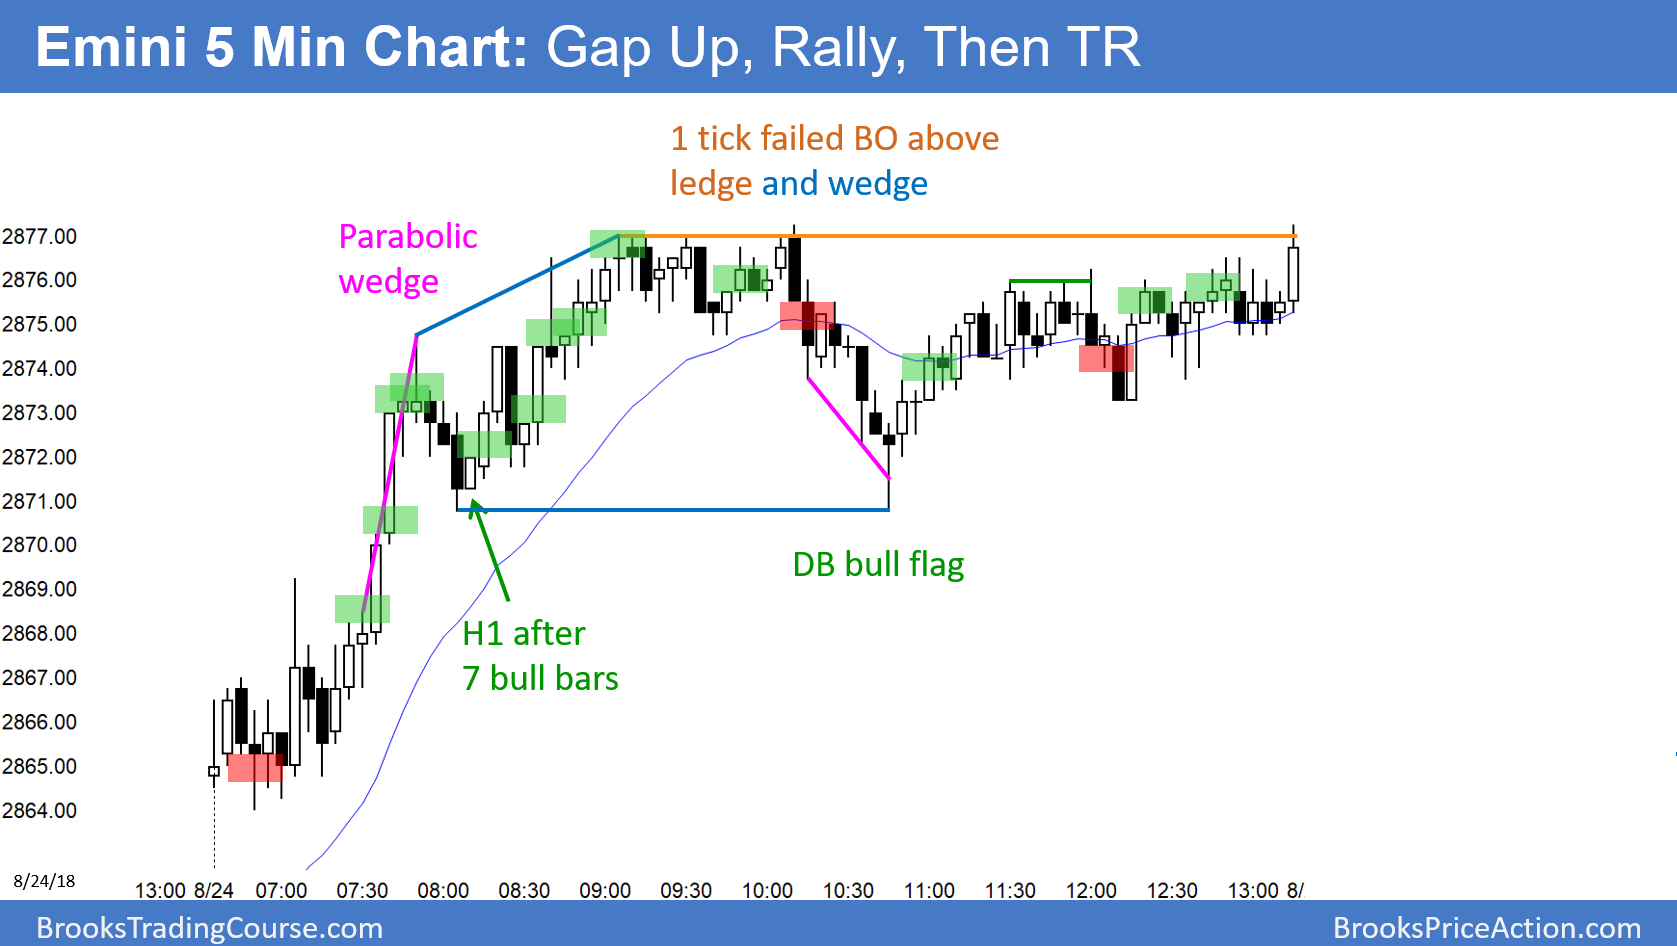 Emini 5 Min Chart: Gap Up, Rally, Then TR
1 tick failed BO above
ledge and wedge
Parabolic
wedge
2877.00
2876.00
2875.00
2874.00
2873.00
2872.00
2871.00
2870.00
2869.00
2868.00
2867.00
2866.00
2865.00
2864.00
DB bull flag
H1 after
7 bull bars
8/24/18
13:00 8/24 07:00 07:30 08:00 08:30 09:00 09:30 10:00 10:30 11:00 11:30 12:00 12:30 13:00 8/
BrooksTradingCourse.com
BrooksPriceAction.com